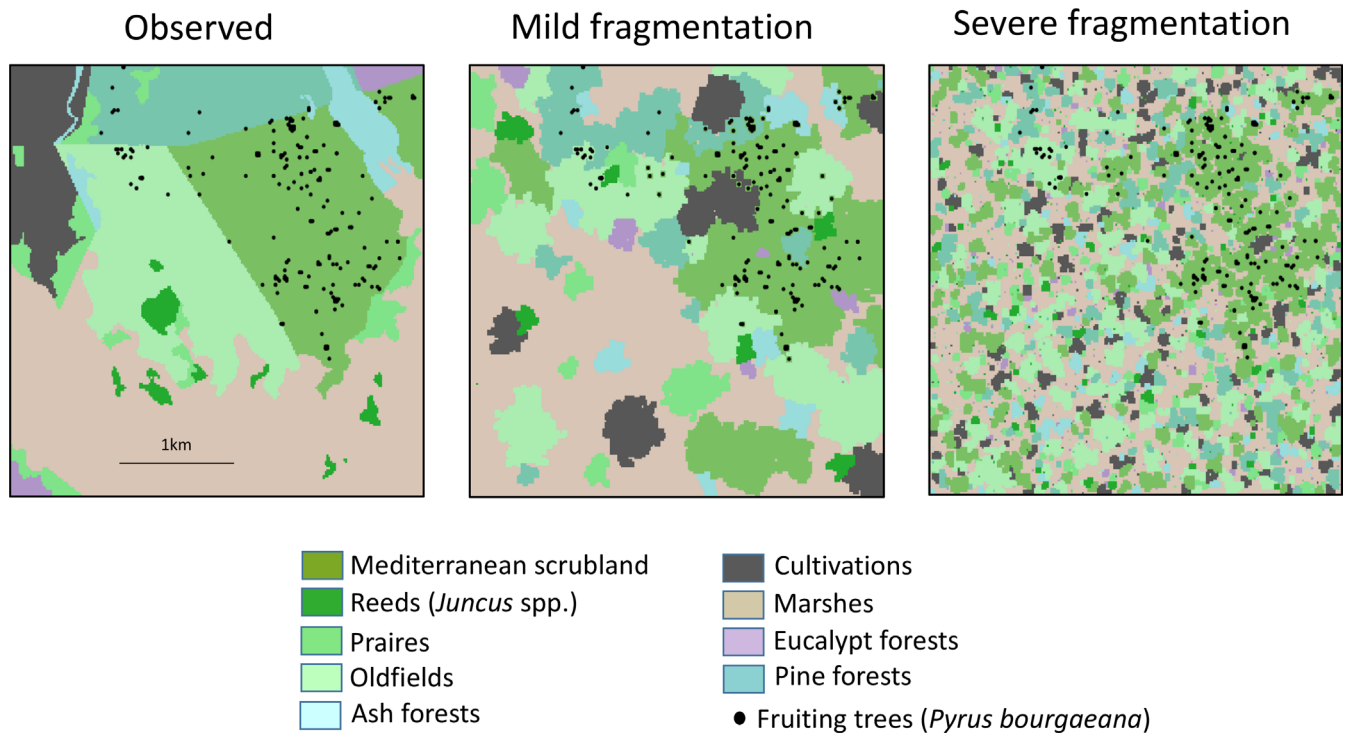 Observed
Mild fragmentation
Severe fragmentation
1km
Mediterranean scrubland
Reeds (Juncus spp.)
Praires
Oldfields
Ash forests
Cultivations
Marshes
Eucalypt forests
Pine forests
Fruiting trees (Pyrus bourgaeana)